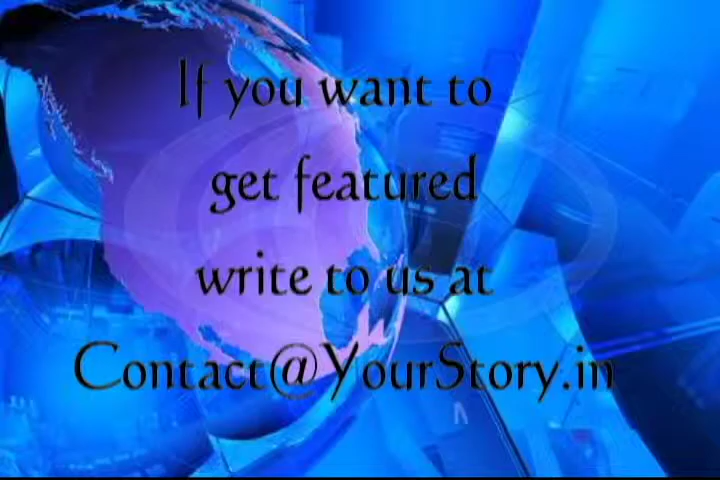 If you want to
get featured
write to us at
Contact@YourStory.in